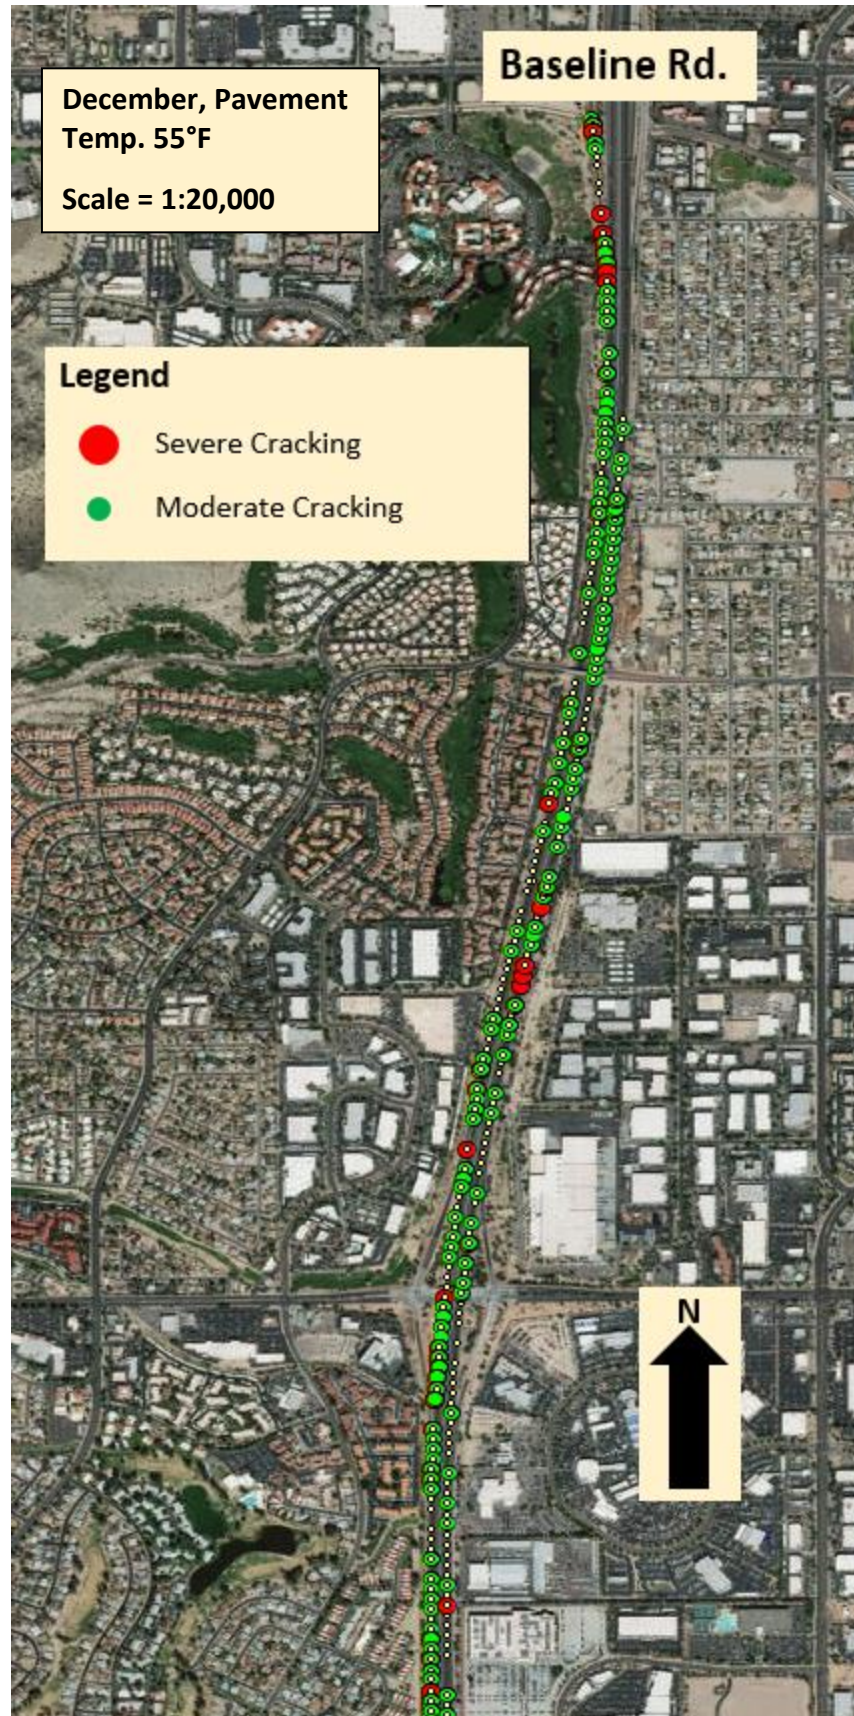 Baseline Rd.
December, Pavement
Temp. 55°F
Scale = 1:20,000
Legend
Severe Cracking
Moderate Cracking
N